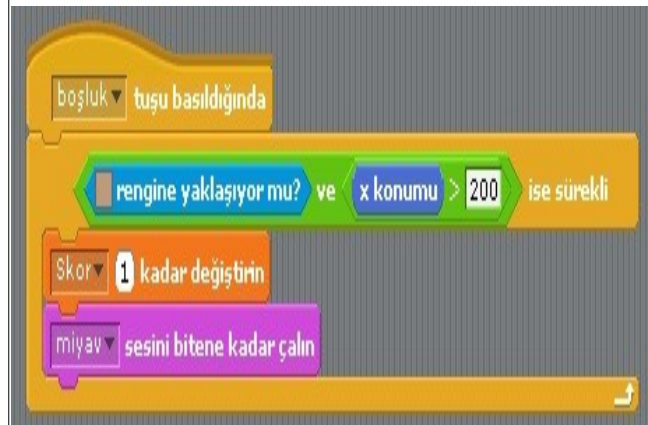 boşluk tuşu basıldığında
rengine yaklaşıyor mu? ve x konumu > 200 ise sürekli
Skor 1 kadar değiştirin
miyav sesini bitene kadar çalın